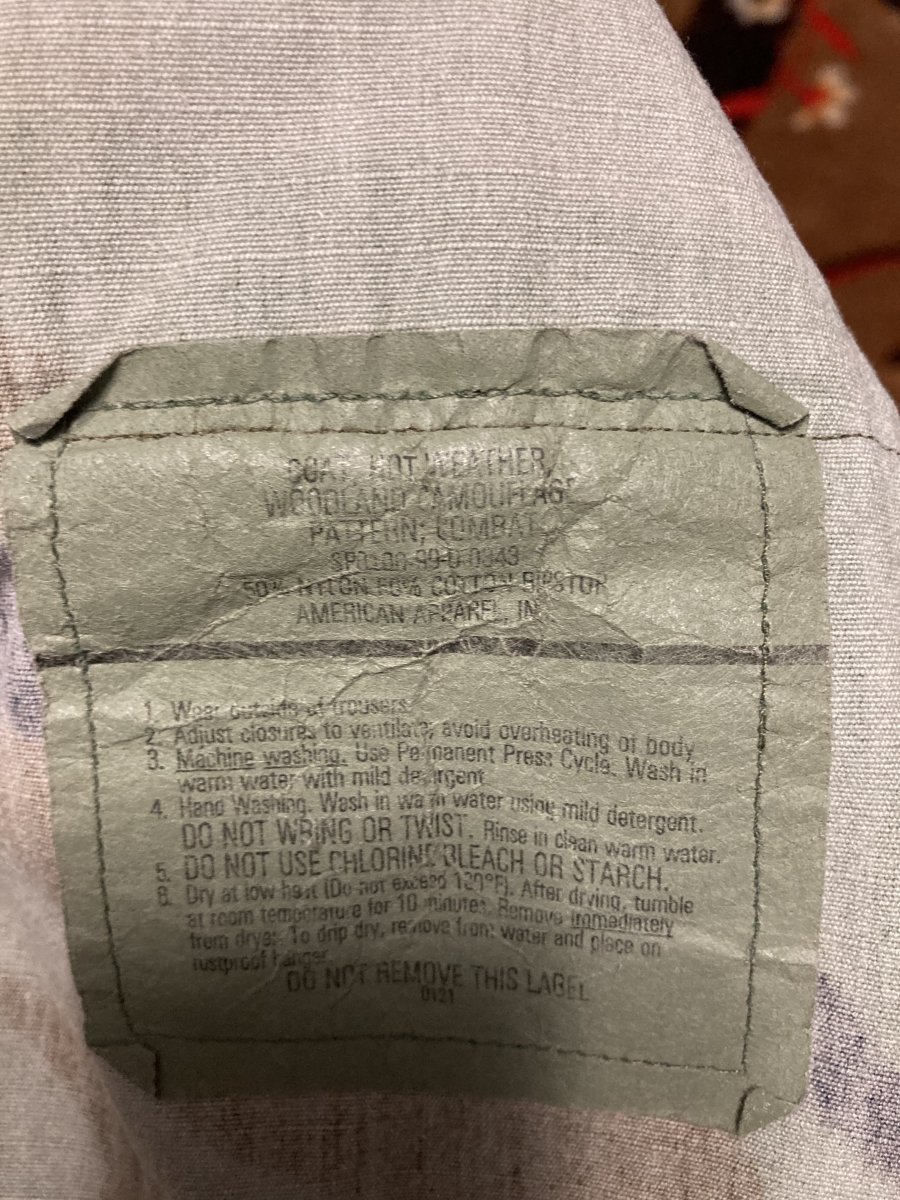 COAT, HOT WEATHER,
WOODLAND CAMOUFLAGE
PATTERN; COMBAT
SP0100-99-D-0343
50% NYLON 50% COTTON RIPSTOP
AMERICAN APPAREL, IN
1. Wear outside of trousers.
2. Adjust closures to ventilate; avoid overheating of body
3. Machine washing. Use Permanent Press Cycle. Wash in
warm water with mild detergent
4. Hand Washing. Wash in warm water using mild detergent.
DO NOT WRING OR TWIST. Rinse in clean warm water.
5. DO NOT USE CHLORINE BLEACH OR STARCH.
6. Dry at low heat (Do not exceed 120°F). After drying, tumble
at room temperature for 10 minutes. Remove immediately
from dryer. To drip dry, remove from water and place on
rustproof hanger.
DO NOT REMOVE THIS LABEL
0121